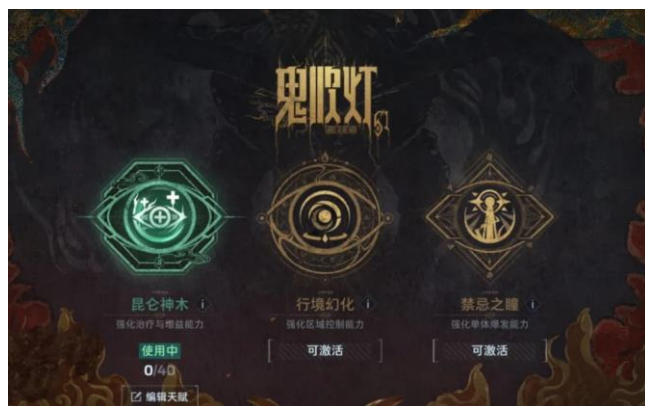 鬼吹灯
昆仑神木
行境幻化
禁忌之瞳
强化治疗与增益能力
强化区域控制能力
强化单体爆发能力
使用中
可激活
可激活
0/40
编辑天赋